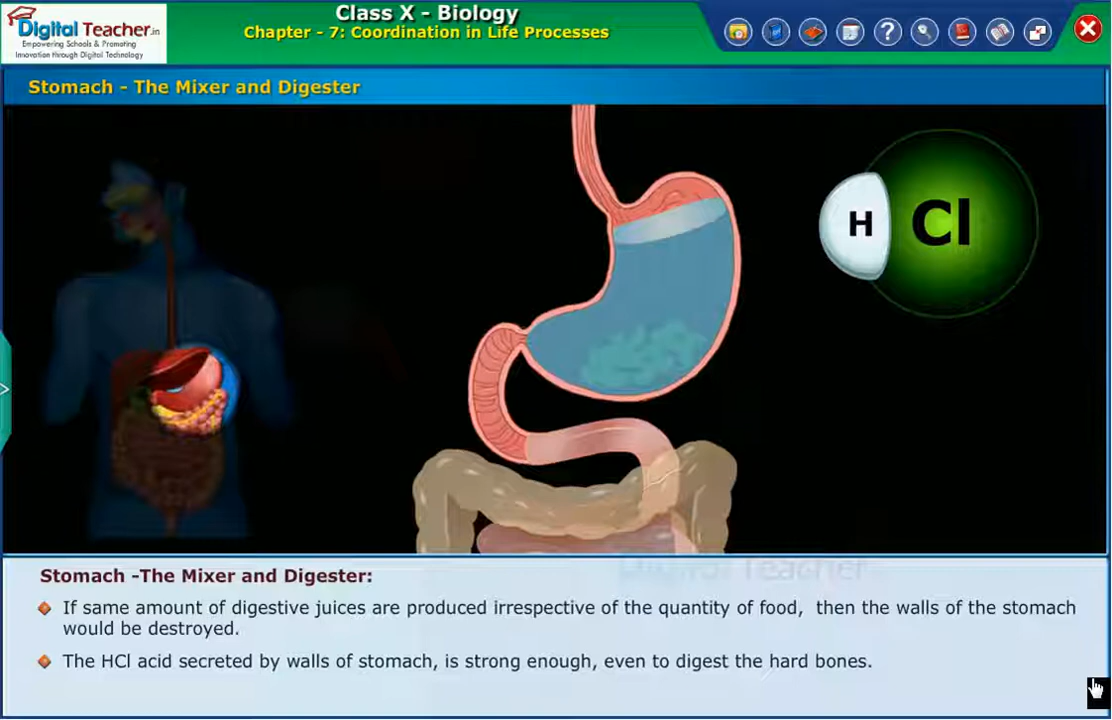 Digital Teacher.in
Empowering Schools & Promoting
Innovation through Digital Technology
Class X - Biology
Chapter - 7: Coordination in Life Processes
?
Stomach - The Mixer and Digester
H Cl
Digital Teacher
Stomach -The Mixer and Digester:
If same amount of digestive juices are produced irrespective of the quantity of food, then the walls of the stomach
would be destroyed.
The HCl acid secreted by walls of stomach, is strong enough, even to digest the hard bones.